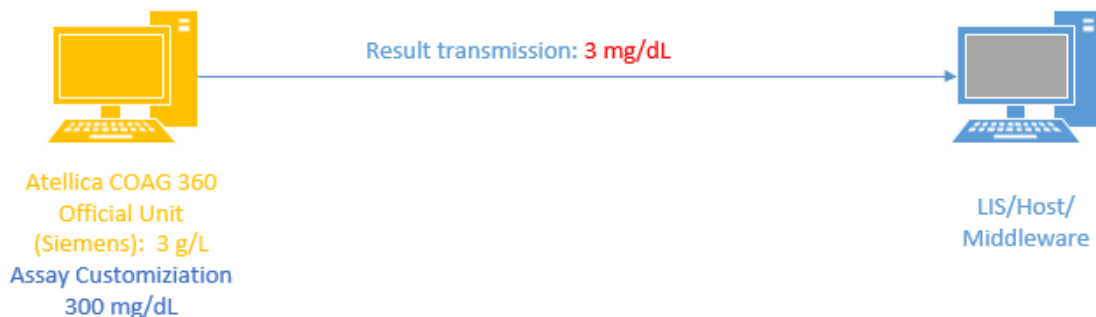 Result transmission: 3 mg/dL
Atellica COAG 360
Official Unit
(Siemens): 3 g/L
Assay Customiziation
300 mg/dL
LIS/Host/
Middleware